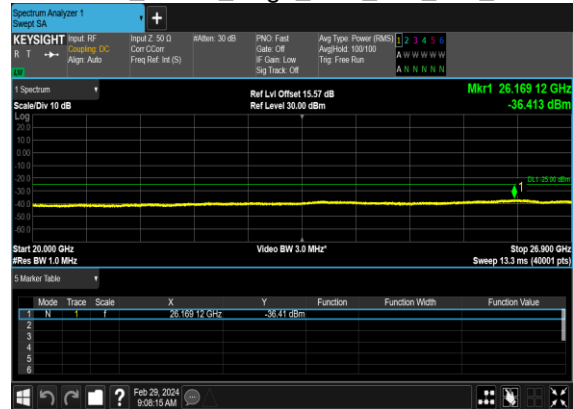 Spectrum Analyzer 1
Swept SA
+
KEYSIGHT Input: RF Input Z: 50 Ω #Atten: 30 dB PNO: Fast Avg Type: Power (RMS) 1 2 3 4 5 6
R T Coupling: DC Corr CCorr Gate: Off Avg|Hold: 100/100 A W W W W W
Align: Auto Freq Ref: Int (S) IF Gain: Low Trig: Free Run
LW Sig Track: Off A N N N N N
1 Spectrum Ref Lvl Offset 15.57 dB Mkr1 26.169 12 GHz
Scale/Div 10 dB Ref Level 30.00 dBm -36.413 dBm
Log
20.0
10.0
0.00
-10.0
-20.0 DL1 -25.00 dBm
-30.0 1
-40.0
-50.0
-60.0
Start 20.000 GHz Video BW 3.0 MHz* Stop 26.900 GHz
#Res BW 1.0 MHz Sweep 13.3 ms (40001 pts)
5 Marker Table
Mode Trace Scale X Y Function Function Width Function Value
1 N 1 f 26.169 12 GHz -36.41 dBm
2
3
4
5
6
? Feb 29, 2024
9:08:15 AM